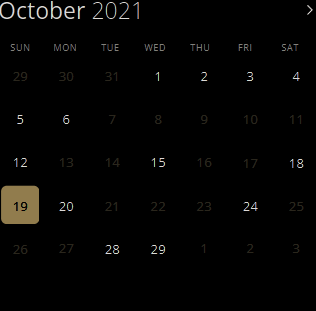 October 2021 >
SUN MON TUE WED THU FRI SAT
29 30 31 1 2 3 4
5 6 7 8 9 10 11
12 13 14 15 16 17 18
19 20 21 22 23 24 25
26 27 28 29 1 2 3